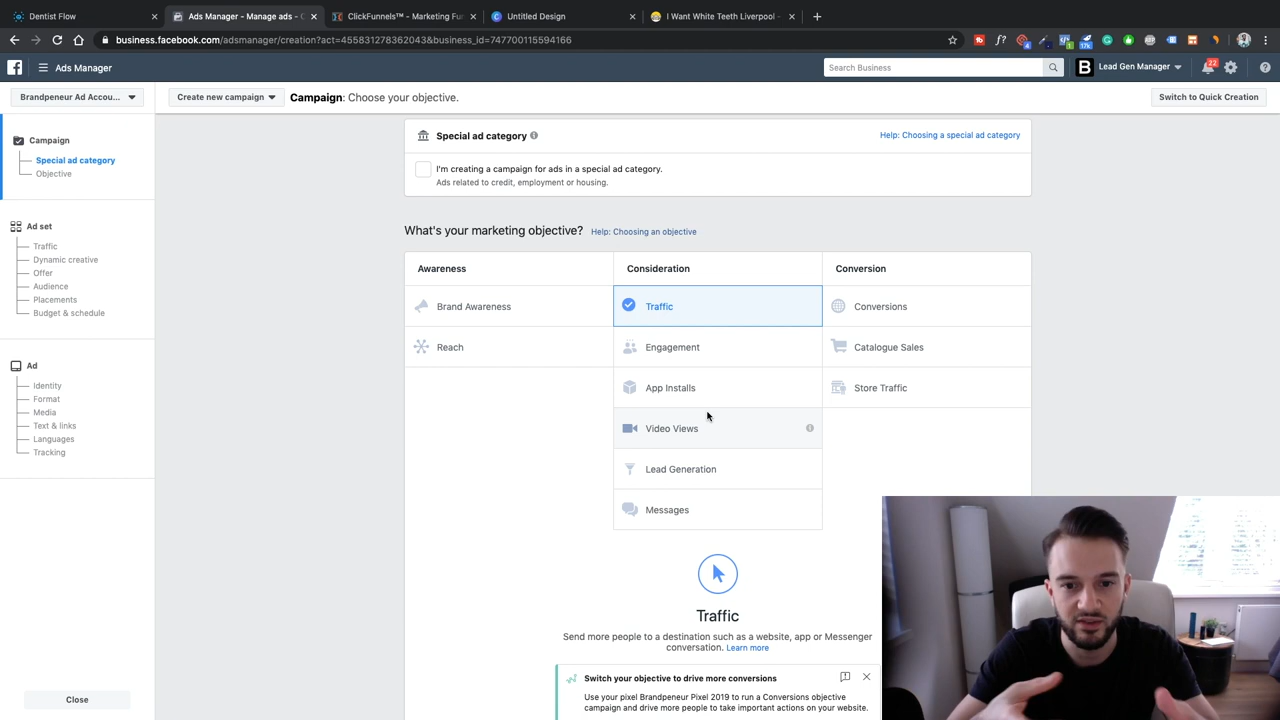 Dentist Flow
Ads Manager - Manage ads - C
ClickFunnels™ - Marketing Fu
Untitled Design
I Want White Teeth Liverpool -
business.facebook.com/adsmanager/creation?act=455831278362043&business_id=747700115594166
Ads Manager
Search Business
B
Lead Gen Manager
22
Brandpeneur Ad Accou...
Create new campaign
Campaign: Choose your objective.
Switch to Quick Creation
Campaign
Special ad category
Objective
Ad set
Traffic
Dynamic creative
Offer
Audience
Placements
Budget & schedule
Ad
Identity
Format
Media
Text & links
Languages
Tracking
Close
Special ad category
Help: Choosing a special ad category
I'm creating a campaign for ads in a special ad category.
Ads related to credit, employment or housing.
What's your marketing objective? Help: Choosing an objective
Awareness
Consideration
Conversion
Brand Awareness
Traffic
Conversions
Reach
Engagement
Catalogue Sales
App Installs
Store Traffic
Video Views
Lead Generation
Messages
Traffic
Send more people to a destination such as a website, app or Messenger
conversation. Learn more
Switch your objective to drive more conversions
Use your pixel Brandpeneur Pixel 2019 to run a Conversions objective
campaign and drive more people to take important actions on your website.